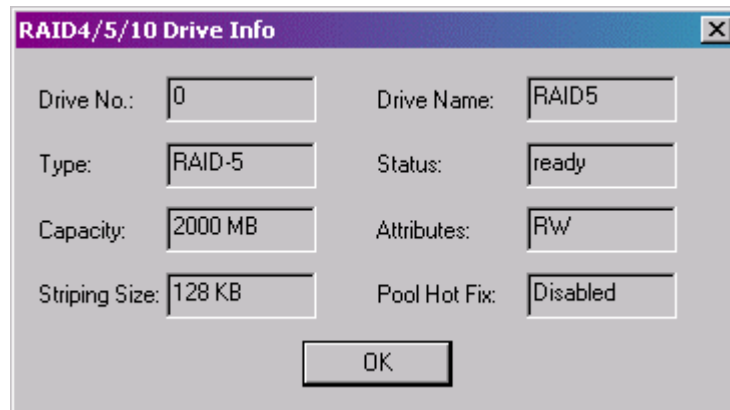 RAID4/5/10 Drive Info
Drive No.: 0 Drive Name: RAID5
Type: RAID-5 Status: ready
Capacity: 2000 MB Attributes: RW
Striping Size: 128 KB Pool Hot Fix: Disabled
OK